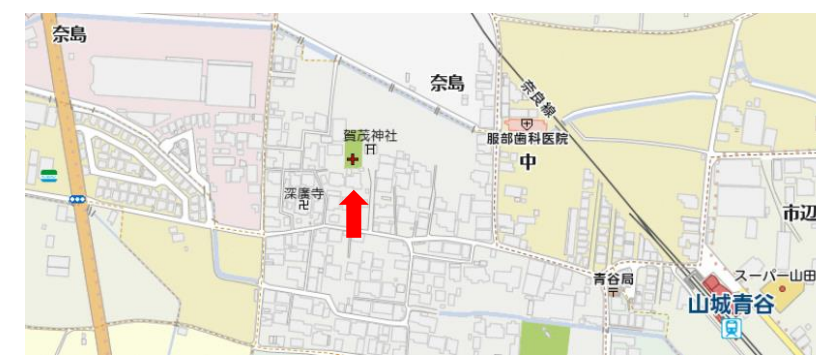 奈島
奈島
奈良線
賀茂神社
服部歯科医院
中
深廣寺
市辺
青谷局
スーパー山田
山城青谷